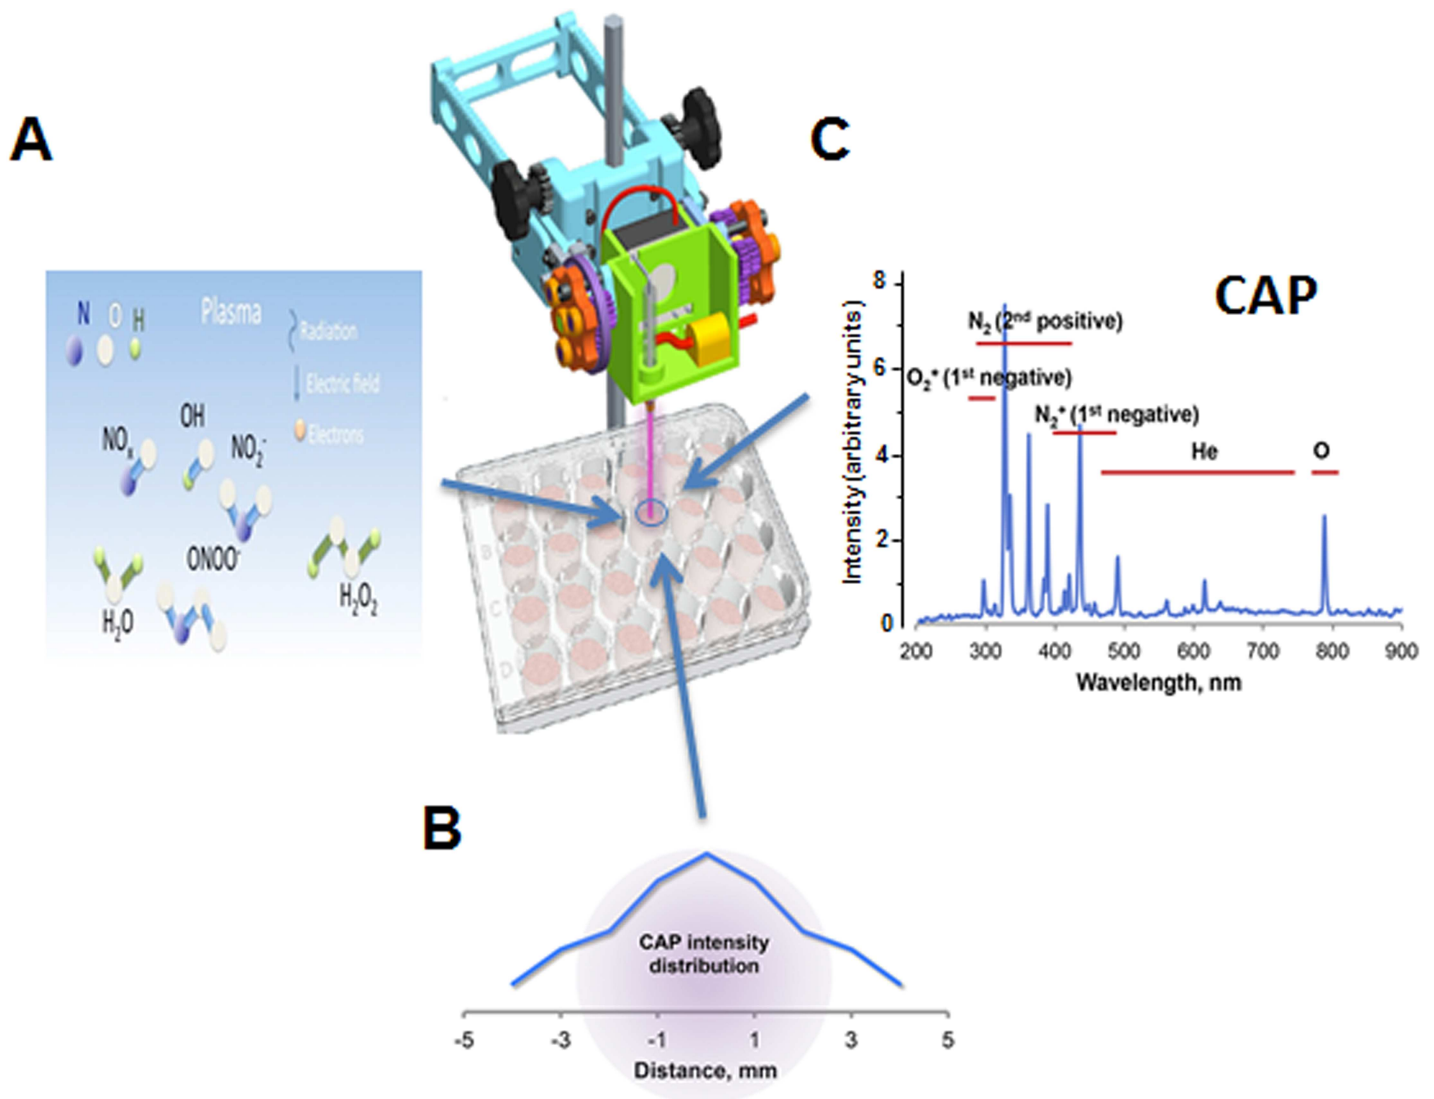 A
N O H
Plasma
Radiation
Electric field
Electrons
OH
NOx
NO2-
ONOO-
H2O
H2O2
C
CAP
8
6
4
2
0
Intensity (arbitrary units)
N2 (2nd positive)
O2+ (1st negative)
N2+ (1st negative)
He
O
200 300 400 500 600 700 800 900
Wavelength, nm
B
CAP intensity
distribution
-5 -3 -1 1 3 5
Distance, mm